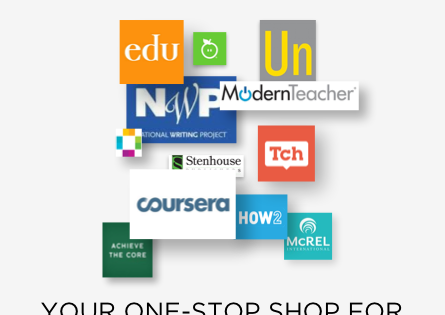 edu
Un
ModernTeacher
NWP
NATIONAL WRITING PROJECT
Stenhouse
Tch
coursera
HOW2
McREL
INTERNATIONAL
ACHIEVE
THE CORE
YOUR ONE-STOP SHOP FOR